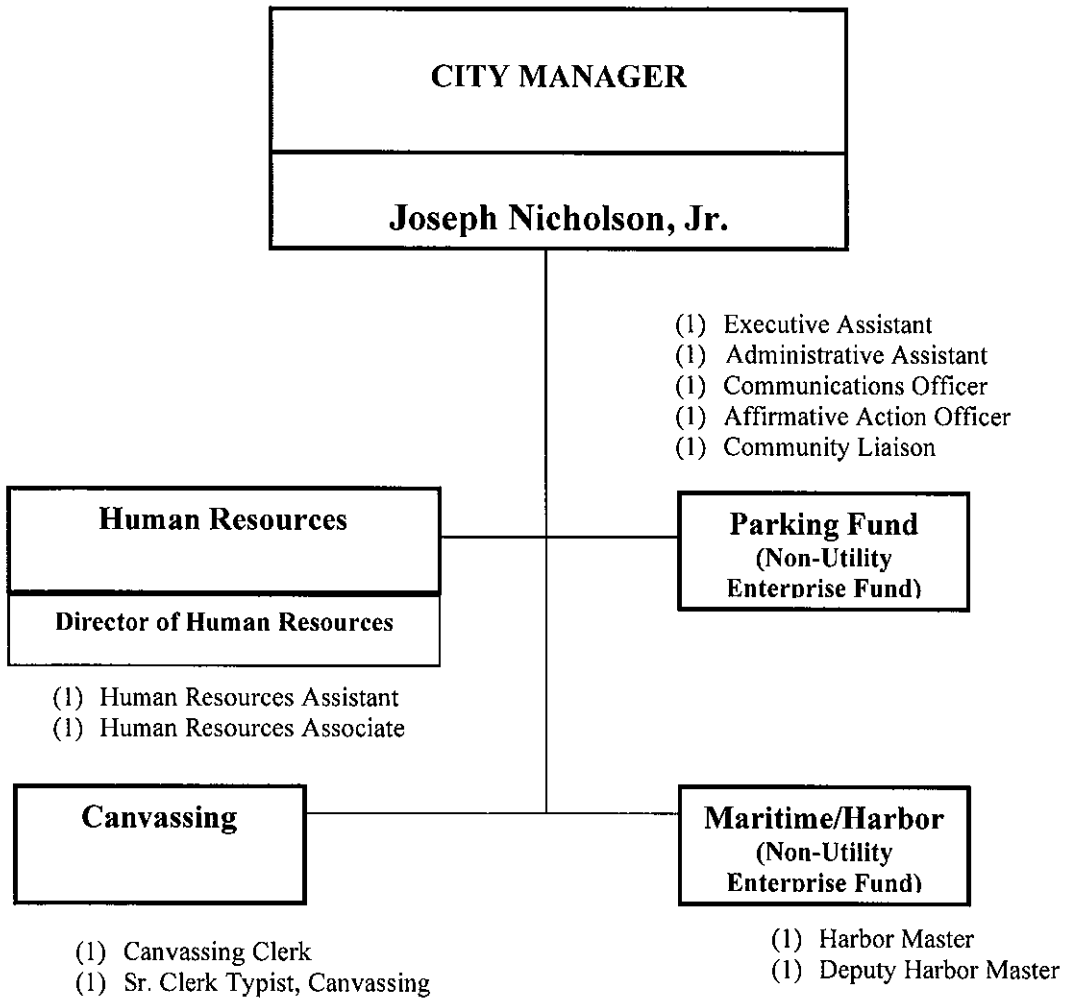 CITY MANAGER
Joseph Nicholson, Jr.
(1) Executive Assistant
(1) Administrative Assistant
(1) Communications Officer
(1) Affirmative Action Officer
(1) Community Liaison
Human Resources
Director of Human Resources
(1) Human Resources Assistant
(1) Human Resources Associate
Parking Fund
(Non-Utility
Enterprise Fund)
Canvassing
(1) Canvassing Clerk
(1) Sr. Clerk Typist, Canvassing
Maritime/Harbor
(Non-Utility
Enterprise Fund)
(1) Harbor Master
(1) Deputy Harbor Master